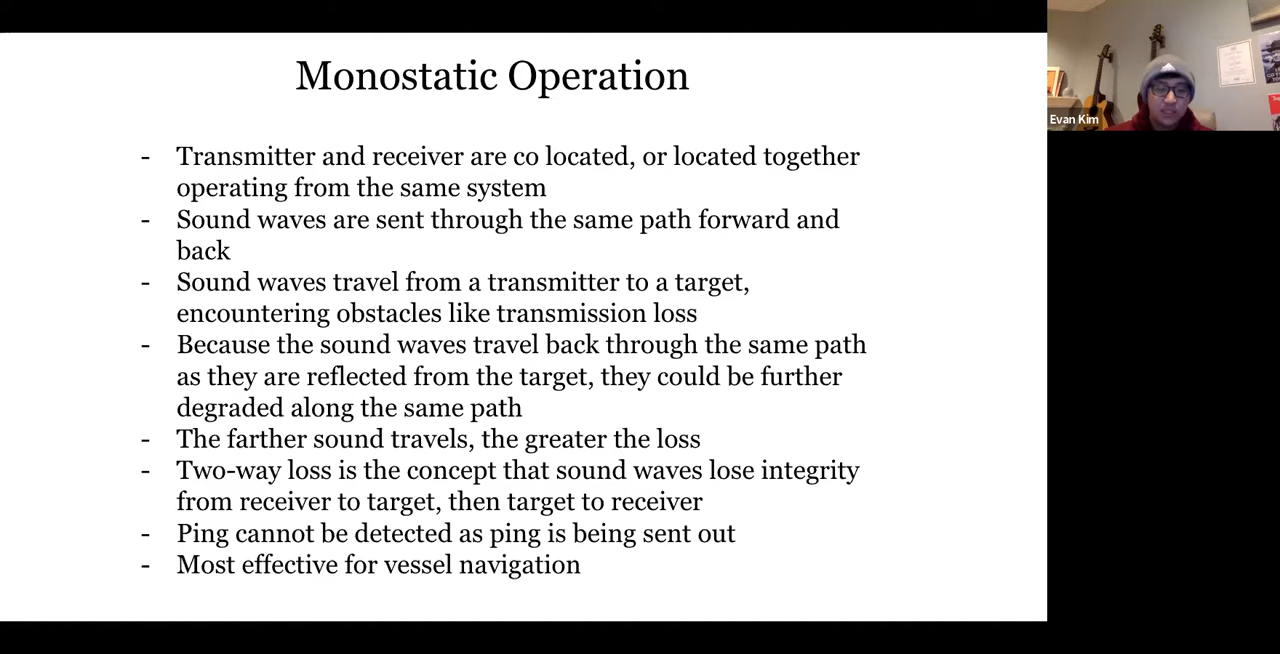 Monostatic Operation
- Transmitter and receiver are co located, or located together
operating from the same system
- Sound waves are sent through the same path forward and
back
- Sound waves travel from a transmitter to a target,
encountering obstacles like transmission loss
- Because the sound waves travel back through the same path
as they are reflected from the target, they could be further
degraded along the same path
- The farther sound travels, the greater the loss
- Two-way loss is the concept that sound waves lose integrity
from receiver to target, then target to receiver
- Ping cannot be detected as ping is being sent out
- Most effective for vessel navigation
Evan Kim